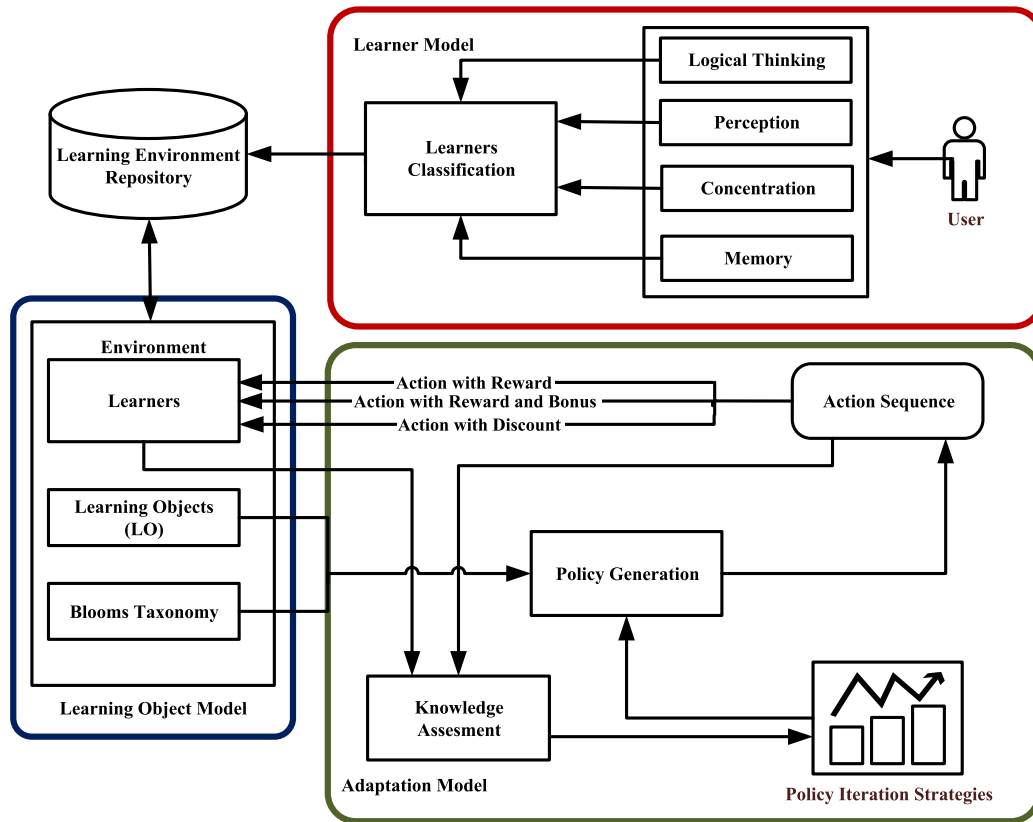 Learner Model
Logical Thinking
Perception
Concentration
Memory
Learners
Classification
User
Learning Environment
Repository
Environment
Learners
Learning Objects
(LO)
Blooms Taxonomy
Learning Object Model
Action with Reward
Action with Reward and Bonus
Action with Discount
Action Sequence
Policy Generation
Knowledge
Assesment
Policy Iteration Strategies
Adaptation Model